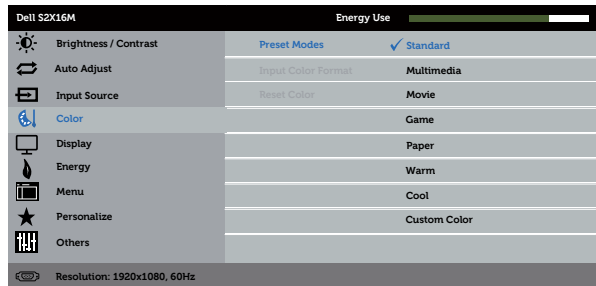 Dell S2X16M Energy Use
Brightness / Contrast Preset Modes Standard
Auto Adjust Input Color Format Multimedia
Input Source Reset Color Movie
Color Game
Display Paper
Energy Warm
Menu Cool
Personalize Custom Color
Others
Resolution: 1920x1080, 60Hz